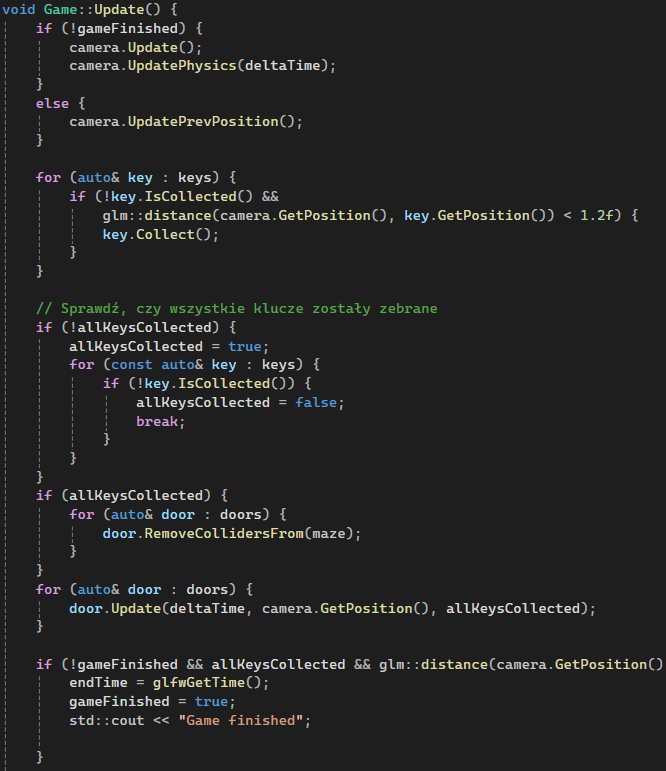 void Game::Update() {
    if (!gameFinished) {
        camera.Update();
        camera.UpdatePhysics(deltaTime);
    }
    else {
        camera.UpdatePrevPosition();
    }

    for (auto& key : keys) {
        if (!key.IsCollected() &&
            glm::distance(camera.GetPosition(), key.GetPosition()) < 1.2f) {
            key.Collect();
        }
    }

    // Sprawdź, czy wszystkie klucze zostały zebrane
    if (!allKeysCollected) {
        allKeysCollected = true;
        for (const auto& key : keys) {
            if (!key.IsCollected()) {
                allKeysCollected = false;
                break;
            }
        }
    }
    if (allKeysCollected) {
        for (auto& door : doors) {
            door.RemoveCollidersFrom(maze);
        }
    }
    for (auto& door : doors) {
        door.Update(deltaTime, camera.GetPosition(), allKeysCollected);
    }

    if (!gameFinished && allKeysCollected && glm::distance(camera.GetPosition()
        endTime = glfwGetTime();
        gameFinished = true;
        std::cout << "Game finished";

    }